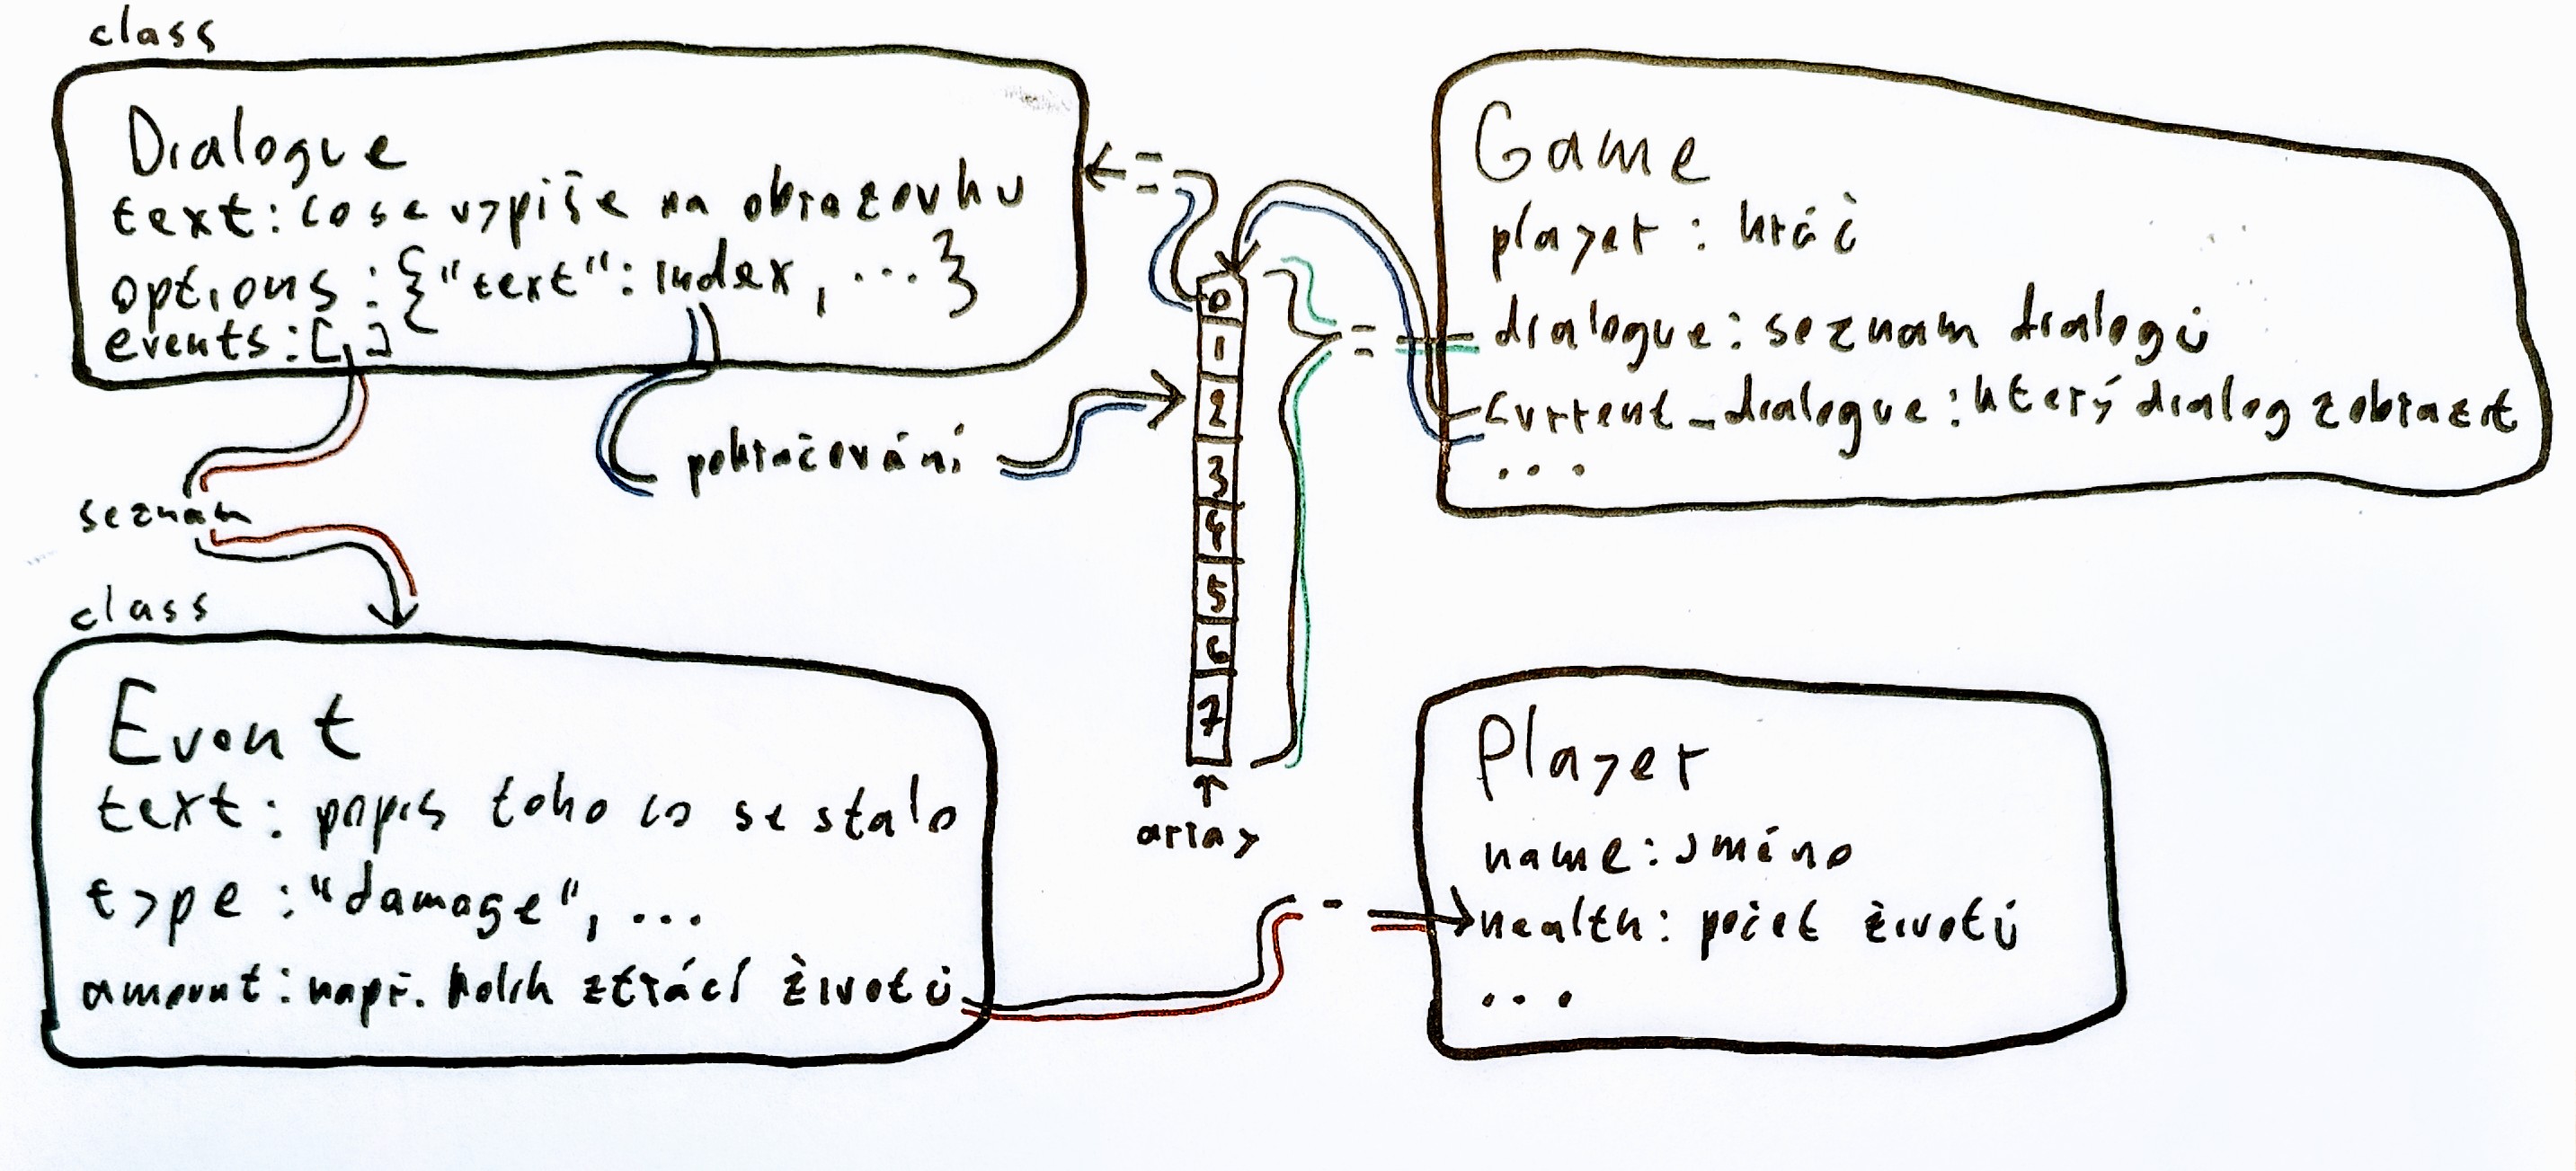 class
Dialogue
text: co se vypíše na obrazovku
options: {"text": index, ...}
events: [,]
pokračování
seznam
class
Event
text: popis toho co se stalo
type: "damage", ...
amount: např. kolik ztrácí životů
=
0
1
2
3
4
5
6
7
array
=
Game
player: hráč
dialogue: seznam dialogů
current_dialogue: který dialog zobrazit
...
-
Player
name: jméno
health: počet životů
...